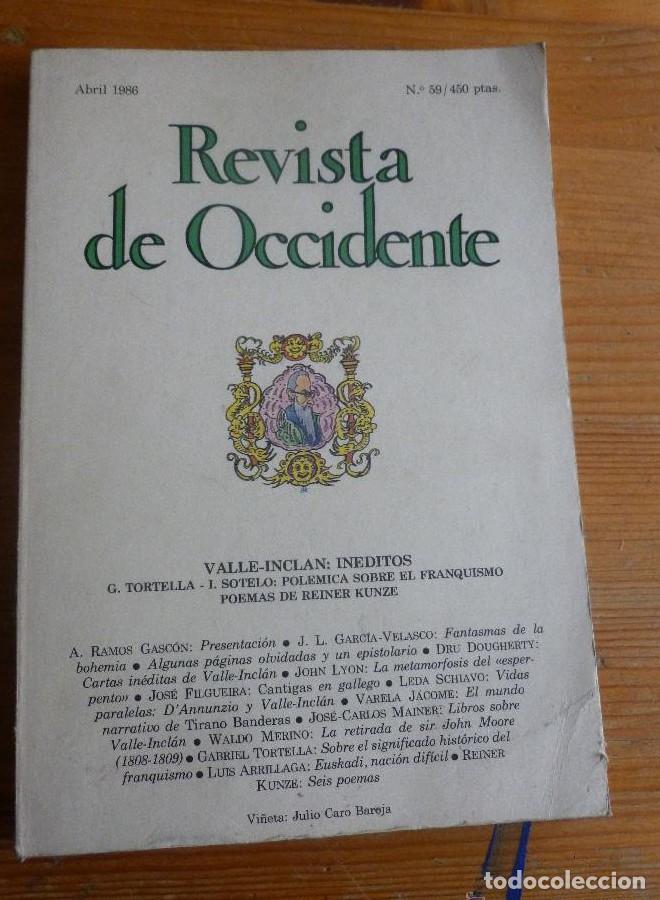 Abril 1986
N.º 59/450 ptas.
Revista
de Occidente
VALLE-INCLAN: INEDITOS
G. TORTELLA - I. SOTELO: POLEMICA SOBRE EL FRANQUISMO
POEMAS DE REINER KUNZE
A. RAMOS GASCÓN: Presentación ● J. L. GARCÍA-VELASCO: Fantasmas de la
bohemia ● Algunas páginas olvidadas y un epistolario ● DRU DOUGHERTY:
Cartas inéditas de Valle-Inclán ● JOHN LYON: La metamorfosis del «esper-
pento» ● JOSÉ FILGUEIRA: Cantigas en gallego ● LEDA SCHIAVO: Vidas
paralelas: D'Annunzio y Valle-Inclán ● VARELA JÁCOME: El mundo
narrativo de Tirano Banderas ● JOSÉ-CARLOS MAINER: Libros sobre
Valle-Inclán ● WALDO MERINO: La retirada de sir John Moore
(1808-1809) ● GABRIEL TORTELLA: Sobre el significado histórico del
franquismo ● LUIS ARRILLAGA: Euskadi, nación difícil ● REINER
KUNZE: Seis poemas
Viñeta: Julio Caro Baroja
todocoleccion